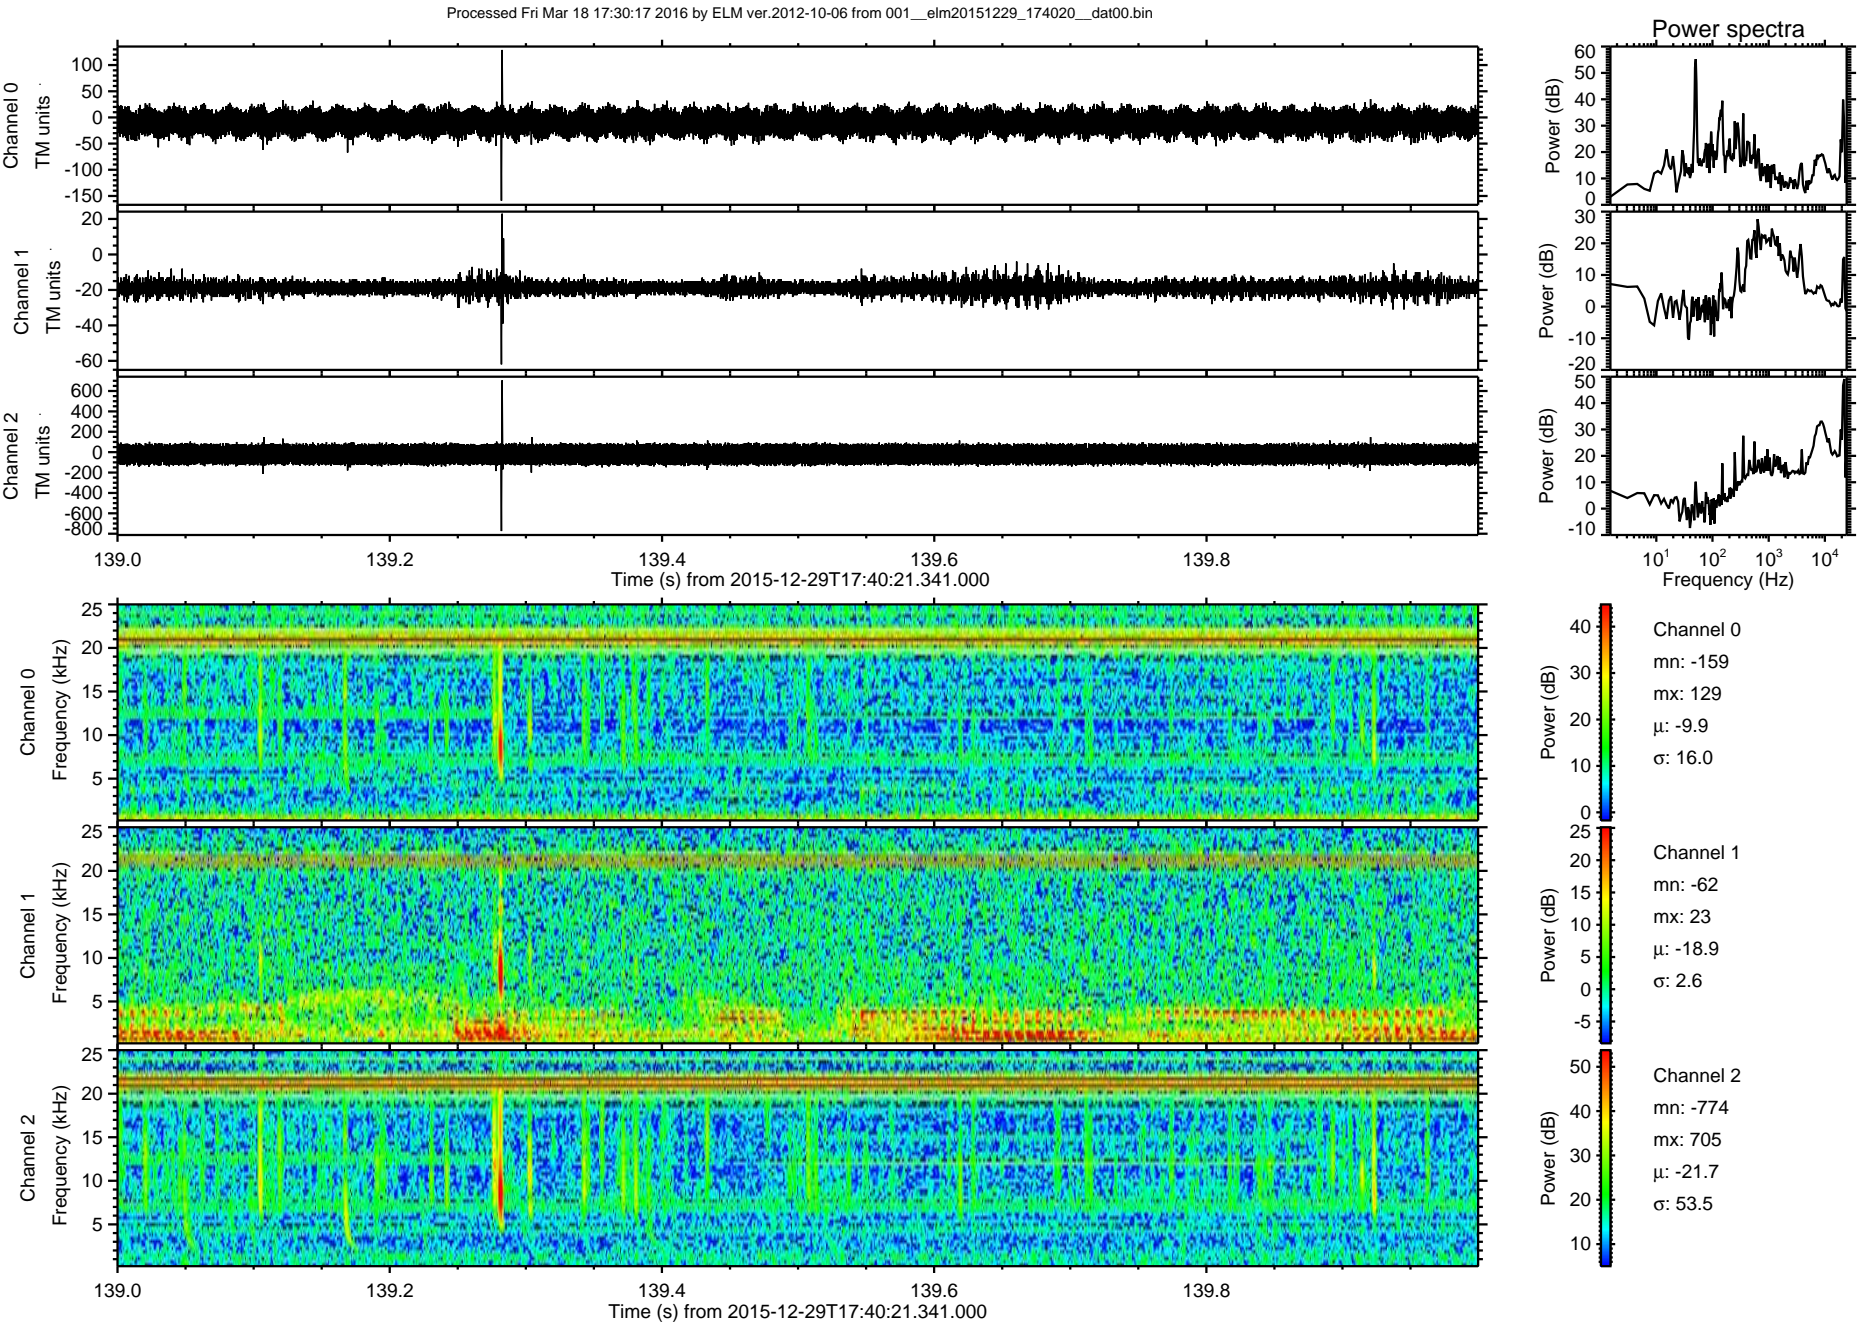 Processed Fri Mar 18 17:30:17 2016 by ELM ver.2012-10-06 from 001__elm20151229_174020__dat00.bin
Power spectra
Channel 0
TM units
100
50
0
-50
-100
-150
Power (dB)
60
50
40
30
20
10
0
Channel 1
TM units
20
0
-20
-40
-60
Power (dB)
30
20
10
0
-10
-20
Channel 2
TM units
600
400
200
0
-200
-400
-600
-800
Power (dB)
50
40
30
20
10
0
-10
139.0 139.2 139.4 139.6 139.8
Time (s) from 2015-12-29T17:40:21.341.000
10^1 10^2 10^3 10^4
Frequency (Hz)
Channel 0
Frequency (kHz)
25
20
15
10
5
Power (dB)
40
30
20
10
0
Channel 0
mn: -159
mx: 129
μ: -9.9
σ: 16.0
Channel 1
Frequency (kHz)
25
20
15
10
5
Power (dB)
25
20
15
10
5
0
-5
Channel 1
mn: -62
mx: 23
μ: -18.9
σ: 2.6
Channel 2
Frequency (kHz)
25
20
15
10
5
Power (dB)
50
40
30
20
10
Channel 2
mn: -774
mx: 705
μ: -21.7
σ: 53.5
139.0 139.2 139.4 139.6 139.8
Time (s) from 2015-12-29T17:40:21.341.000